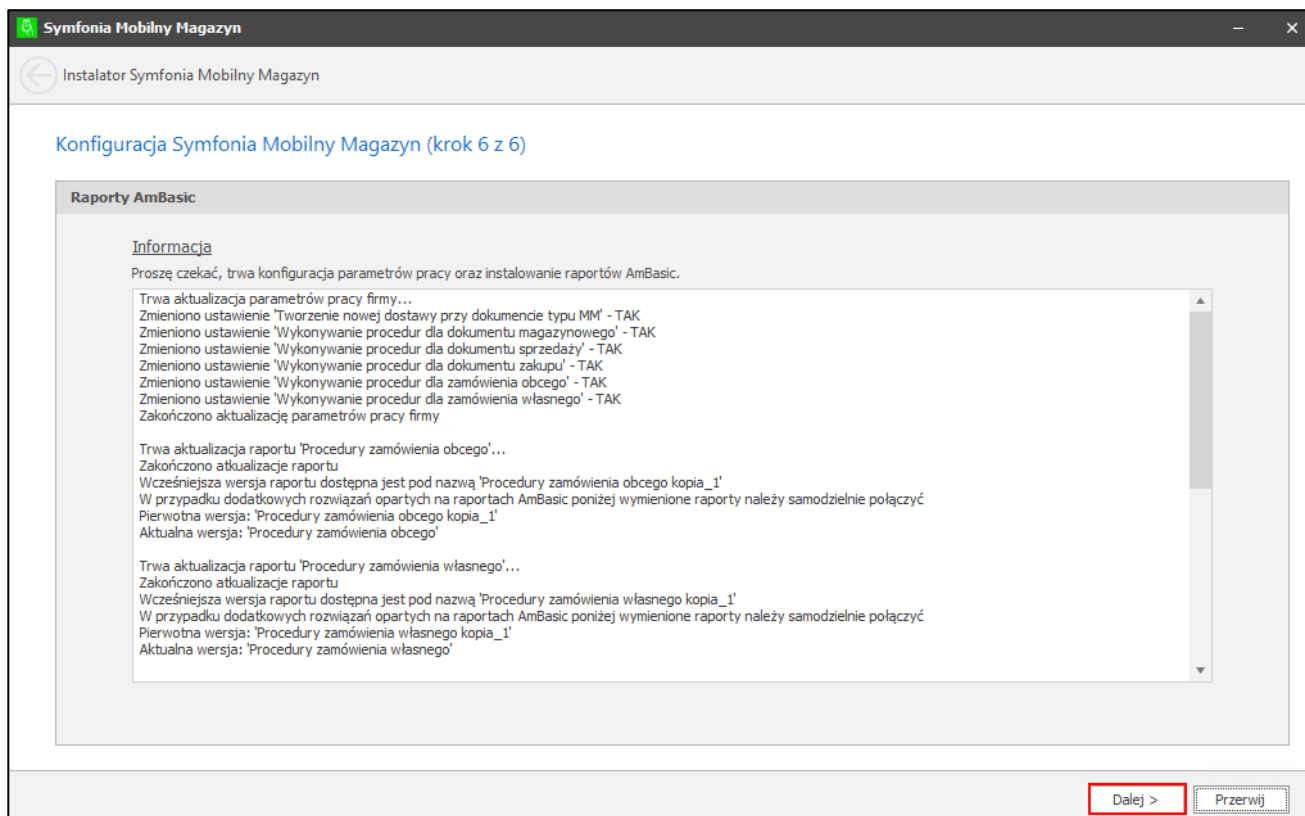 Symfonia Mobilny Magazyn
Instalator Symfonia Mobilny Magazyn
Konfiguracja Symfonia Mobilny Magazyn (krok 6 z 6)
Raporty AmBasic
Informacja
Proszę czekać, trwa konfiguracja parametrów pracy oraz instalowanie raportów AmBasic.
Trwa aktualizacja parametrów pracy firmy...
Zmieniono ustawienie 'Tworzenie nowej dostawy przy dokumencie typu MM' - TAK
Zmieniono ustawienie 'Wykonywanie procedur dla dokumentu magazynowego' - TAK
Zmieniono ustawienie 'Wykonywanie procedur dla dokumentu sprzedaży' - TAK
Zmieniono ustawienie 'Wykonywanie procedur dla dokumentu zakupu' - TAK
Zmieniono ustawienie 'Wykonywanie procedur dla zamówienia obcego' - TAK
Zmieniono ustawienie 'Wykonywanie procedur dla zamówienia własnego' - TAK
Zakończono aktualizację parametrów pracy firmy
Trwa aktualizacja raportu 'Procedury zamówienia obcego'...
Zakończono atkualizacje raportu
Wcześniejsza wersja raportu dostępna jest pod nazwą 'Procedury zamówienia obcego kopia_1'
W przypadku dodatkowych rozwiązań opartych na raportach AmBasic poniżej wymienione raporty należy samodzielnie połączyć
Pierwotna wersja: 'Procedury zamówienia obcego kopia_1'
Aktualna wersja: 'Procedury zamówienia obcego'
Trwa aktualizacja raportu 'Procedury zamówienia własnego'...
Zakończono atkualizacje raportu
Wcześniejsza wersja raportu dostępna jest pod nazwą 'Procedury zamówienia własnego kopia_1'
W przypadku dodatkowych rozwiązań opartych na raportach AmBasic poniżej wymienione raporty należy samodzielnie połączyć
Pierwotna wersja: 'Procedury zamówienia własnego kopia_1'
Aktualna wersja: 'Procedury zamówienia własnego'
Dalej >
Przerwij